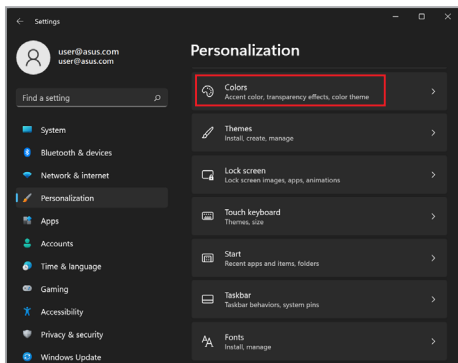 Settings
user@asus.com
user@asus.com
Find a setting
System
Bluetooth & devices
Network & internet
Personalization
Apps
Accounts
Time & language
Gaming
Accessibility
Privacy & security
Windows Update
Personalization
Colors
Accent color, transparency effects, color theme
Themes
Install, create, manage
Lock screen
Lock screen images, apps, animations
Touch keyboard
Themes, size
Start
Recent apps and items, folders
Taskbar
Taskbar behaviors, system pins
Fonts
Install, manage